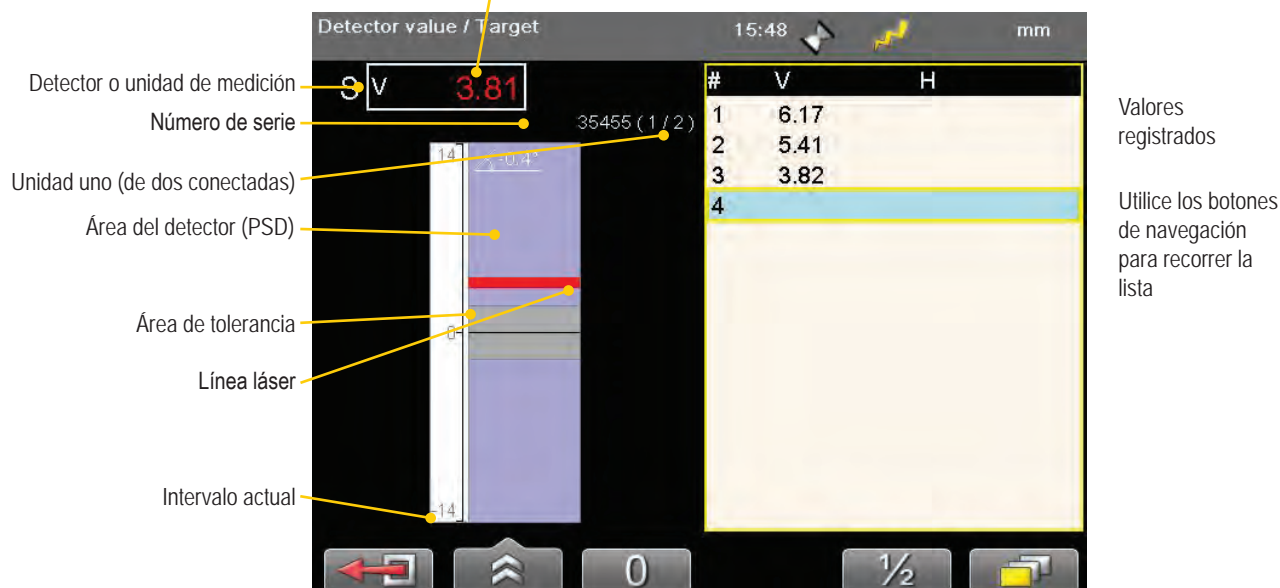 Detector value / Target 15:48 mm
Detector o unidad de medición
S V 3.81
Número de serie
35455 ( 1 / 2 )
Unidad uno (de dos conectadas)
14
-0.4°
Área del detector (PSD)
Área de tolerancia
0
Línea láser
Intervalo actual
-14
0
½
# V H
1 6.17
2 5.41
3 3.82
4
Valores
registrados
Utilice los botones
de navegación
para recorrer la
lista